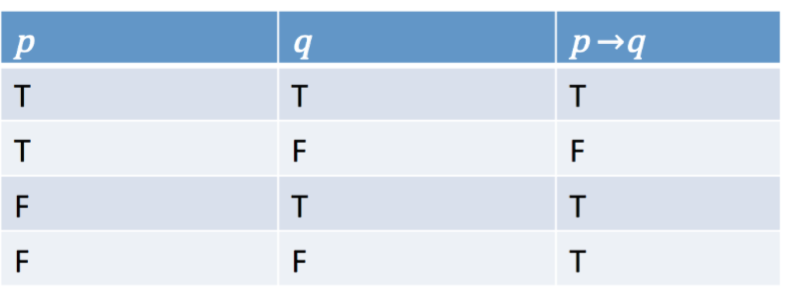 p q p→q
T T T
T F F
F T T
F F T